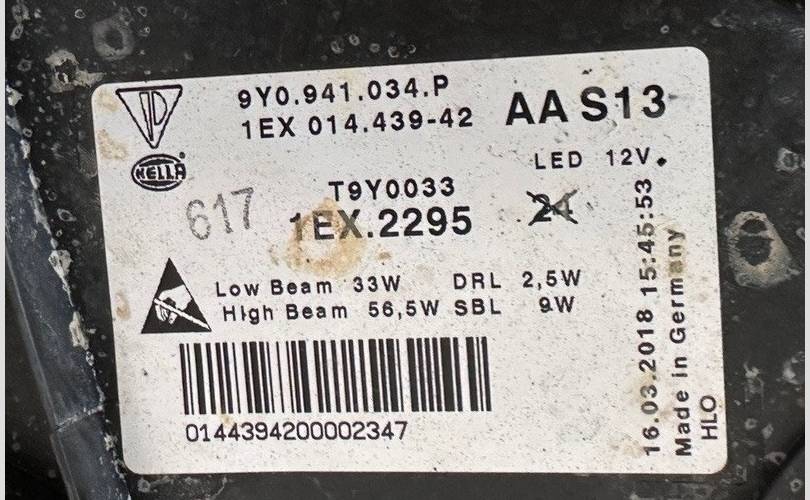 9Y0.941.034.P
1EX 014.439-42
AA S13
HELLA
LED 12V.
T9Y0033
617
1EX.2295
24
Low Beam 33W DRL 2,5W
High Beam 56,5W SBL 9W
01443942000002347
16.03.2018 15:45:53
Made in Germany
HLO